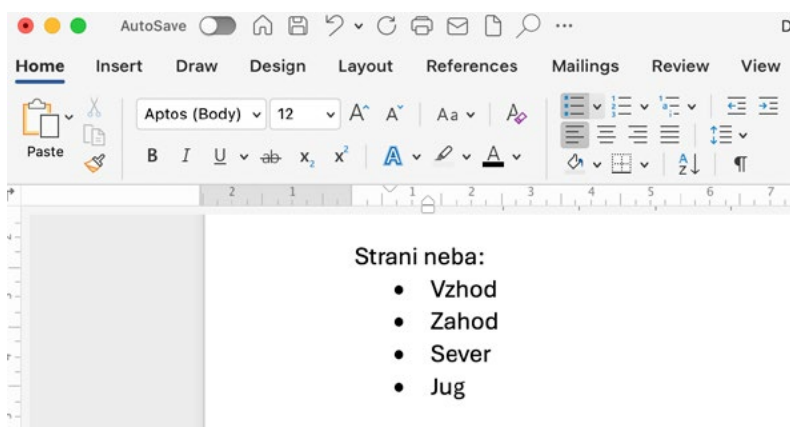 AutoSave
D
Home Insert Draw Design Layout References Mailings Review View
Aptos (Body) 12 A A Aa A
Paste B I U ab x2 x2 A A
2 1 1 2 3 4 5 6 7
Strani neba:
• Vzhod
• Zahod
• Sever
• Jug